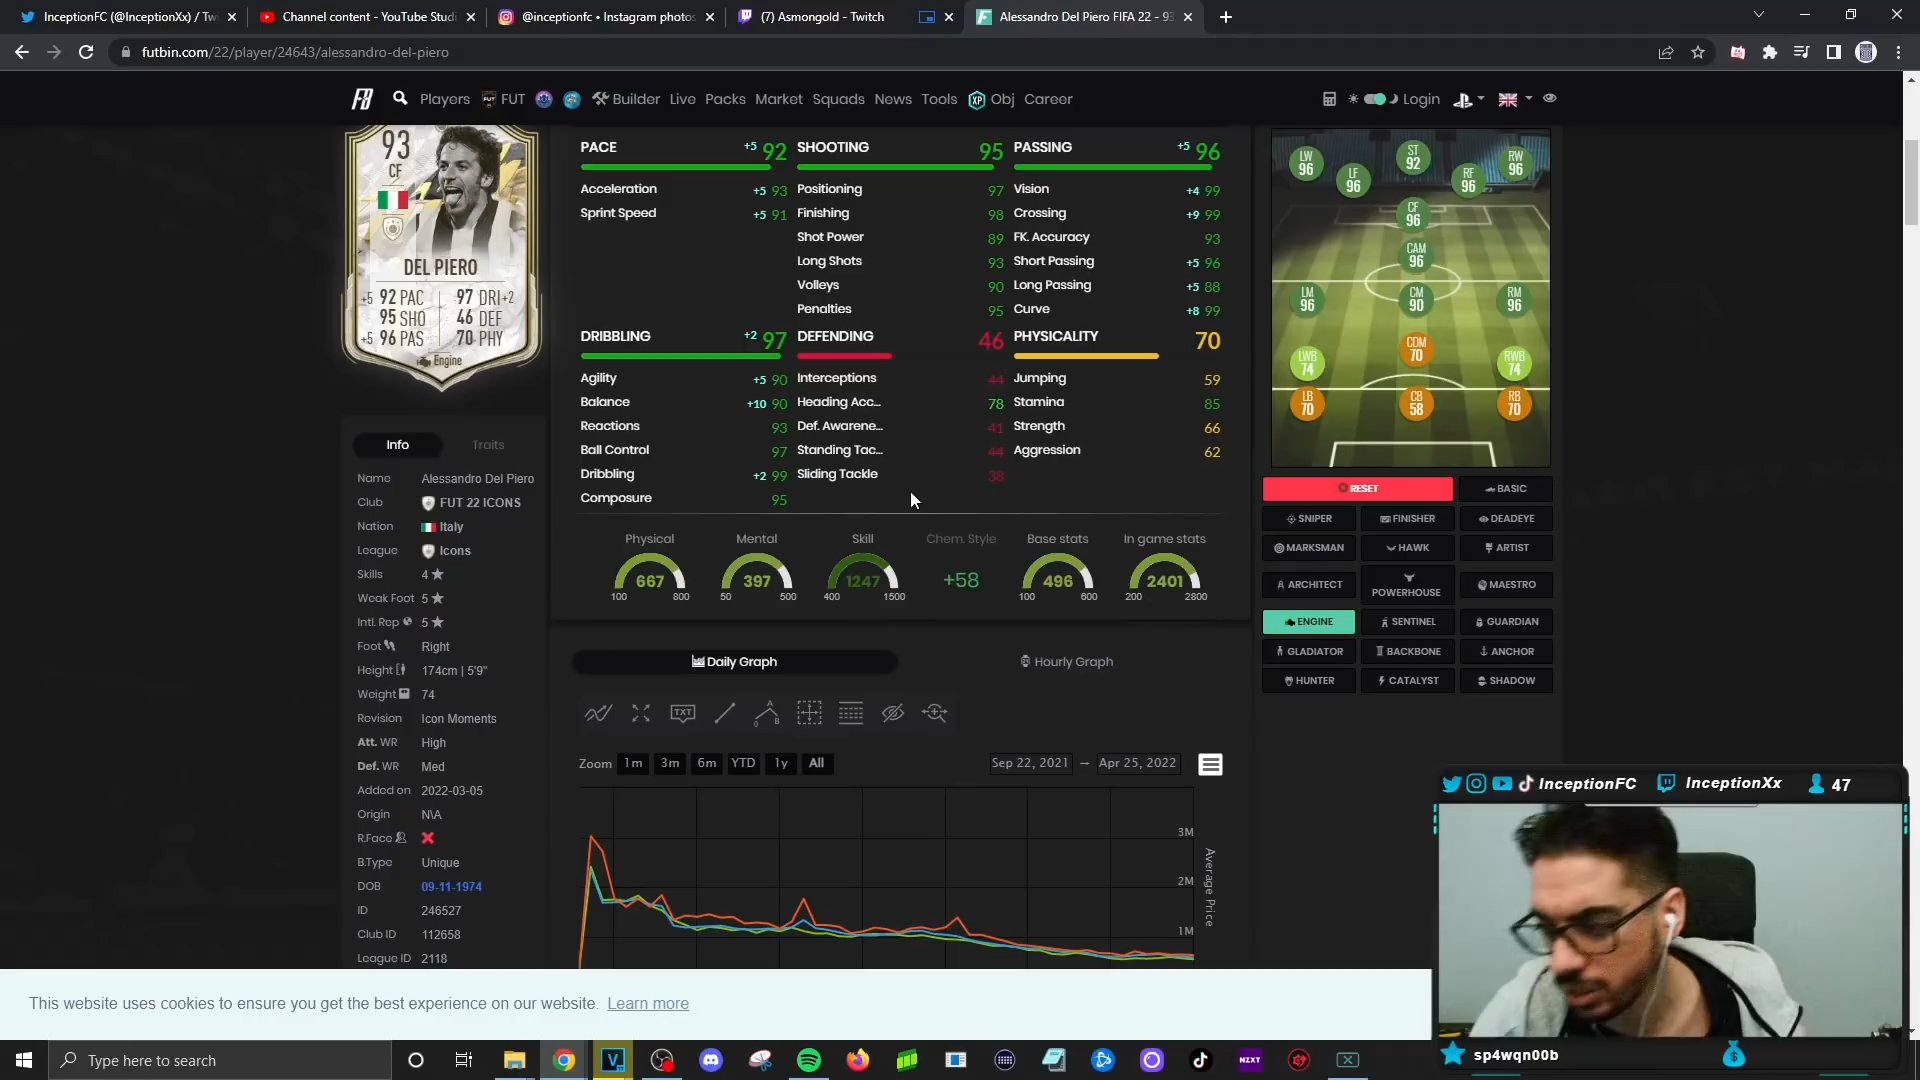 InceptionFC (@InceptionXx) / Tw
Channel content - YouTube Studi
@inceptionfc • Instagram photos
(7) Asmongold - Twitch
Alessandro Del Piero FIFA 22 - 93
futbin.com/22/player/24643/alessandro-del-piero
Players FUT Builder Live Packs Market Squads News Tools XP Obj Career Login
93
CF
DEL PIERO
+5 92 PAC 97 DRI +2
95 SHO 46 DEF
+5 96 PAS 70 PHY
Engine
PACE +5 92
Acceleration +5 93
Sprint Speed +5 91
SHOOTING 95
Positioning 97
Finishing 98
Shot Power 89
Long Shots 93
Volleys 90
Penalties 95
PASSING +5 96
Vision +4 99
Crossing +9 99
FK. Accuracy 93
Short Passing +5 96
Long Passing +5 88
Curve +8 99
DRIBBLING +2 97
Agility +5 90
Balance +10 90
Reactions 93
Ball Control 97
Dribbling +2 99
Composure 95
DEFENDING 46
Interceptions 44
Heading Acc... 78
Def. Awarene... 41
Standing Tac... 44
Sliding Tackle 38
PHYSICALITY 70
Jumping 59
Stamina 85
Strength 66
Aggression 62
Physical Mental Skill Chem. Style Base stats In game stats
667 397 1247 +58 496 2401
100 800 50 500 400 1500 100 600 200 2800
LW 96
LF 96
ST 92
RF 96
RW 96
CF 96
CAM 96
LM 96
CM 90
RM 96
CDM 70
LWB 74
RWB 74
LB 70
CB 58
RB 70
RESET BASIC
SNIPER FINISHER DEADEYE
MARKSMAN HAWK ARTIST
ARCHITECT POWERHOUSE MAESTRO
ENGINE SENTINEL GUARDIAN
GLADIATOR BACKBONE ANCHOR
HUNTER CATALYST SHADOW
Info Traits
Name Alessandro Del Piero
Club FUT 22 ICONS
Nation Italy
League Icons
Skills 4
Weak Foot 5
Intl. Rep 5
Foot Right
Height 174cm | 5'9"
Weight 74
Revision Icon Moments
Att. WR High
Def. WR Med
Added on 2022-03-05
Origin N\A
R.Face
B.Type Unique
DOB 09-11-1974
ID 246527
Club ID 112658
League ID 2118
Daily Graph Hourly Graph
TXT
Zoom 1m 3m 6m YTD 1y All
Sep 22, 2021 → Apr 25, 2022
3M
2M
1M
Average Price
InceptionFC InceptionXx 47
This website uses cookies to ensure you get the best experience on our website. Learn more
sp4wqn00b
Type here to search
NZXT